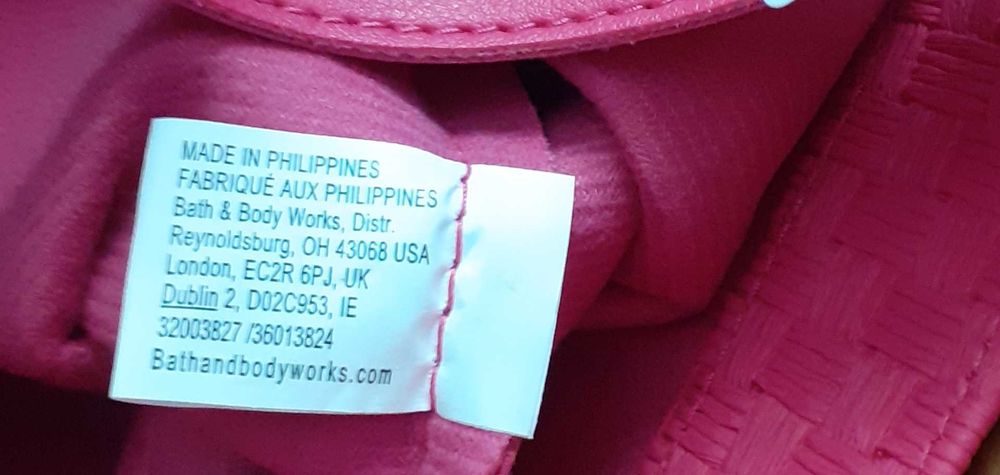 MADE IN PHILIPPINES
FABRIQUÉ AUX PHILIPPINES
Bath & Body Works, Distr.
Reynoldsburg, OH 43068 USA
London, EC2R 6PJ, UK
Dublin 2, D02C953, IE
32003827 /36013824
Bathandbodyworks.com